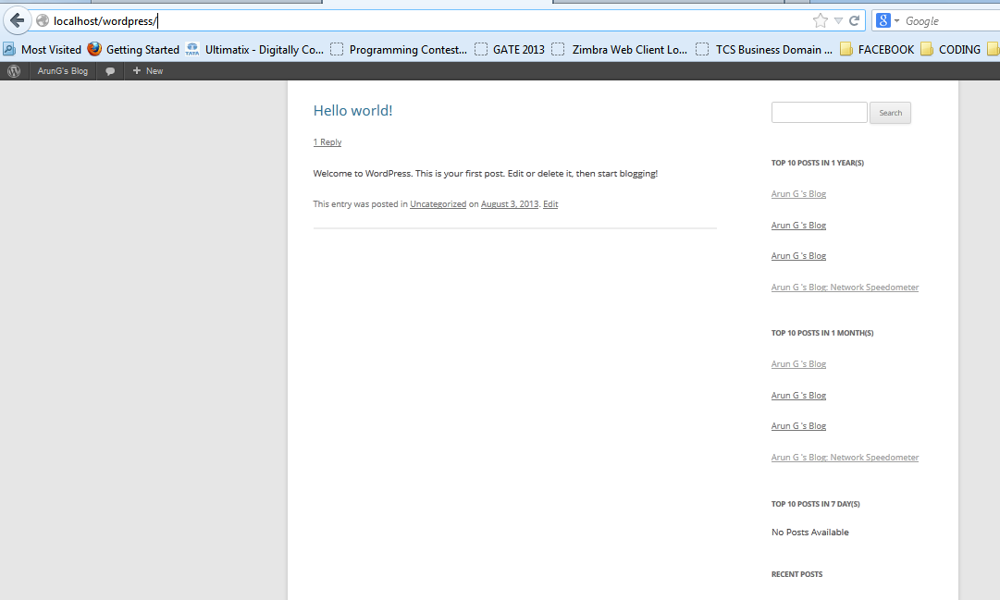 localhost/wordpress/
Google
Most Visited Getting Started Ultimatix - Digitally Co... Programming Contest... GATE 2013 Zimbra Web Client Lo... TCS Business Domain ... FACEBOOK CODING
ArunG's Blog + New
Hello world!
1 Reply
Welcome to WordPress. This is your first post. Edit or delete it, then start blogging!
This entry was posted in Uncategorized on August 3, 2013. Edit
Search
TOP 10 POSTS IN 1 YEAR(S)
Arun G 's Blog
Arun G 's Blog
Arun G 's Blog
Arun G 's Blog: Network Speedometer
TOP 10 POSTS IN 1 MONTH(S)
Arun G 's Blog
Arun G 's Blog
Arun G 's Blog
Arun G 's Blog: Network Speedometer
TOP 10 POSTS IN 7 DAY(S)
No Posts Available
RECENT POSTS